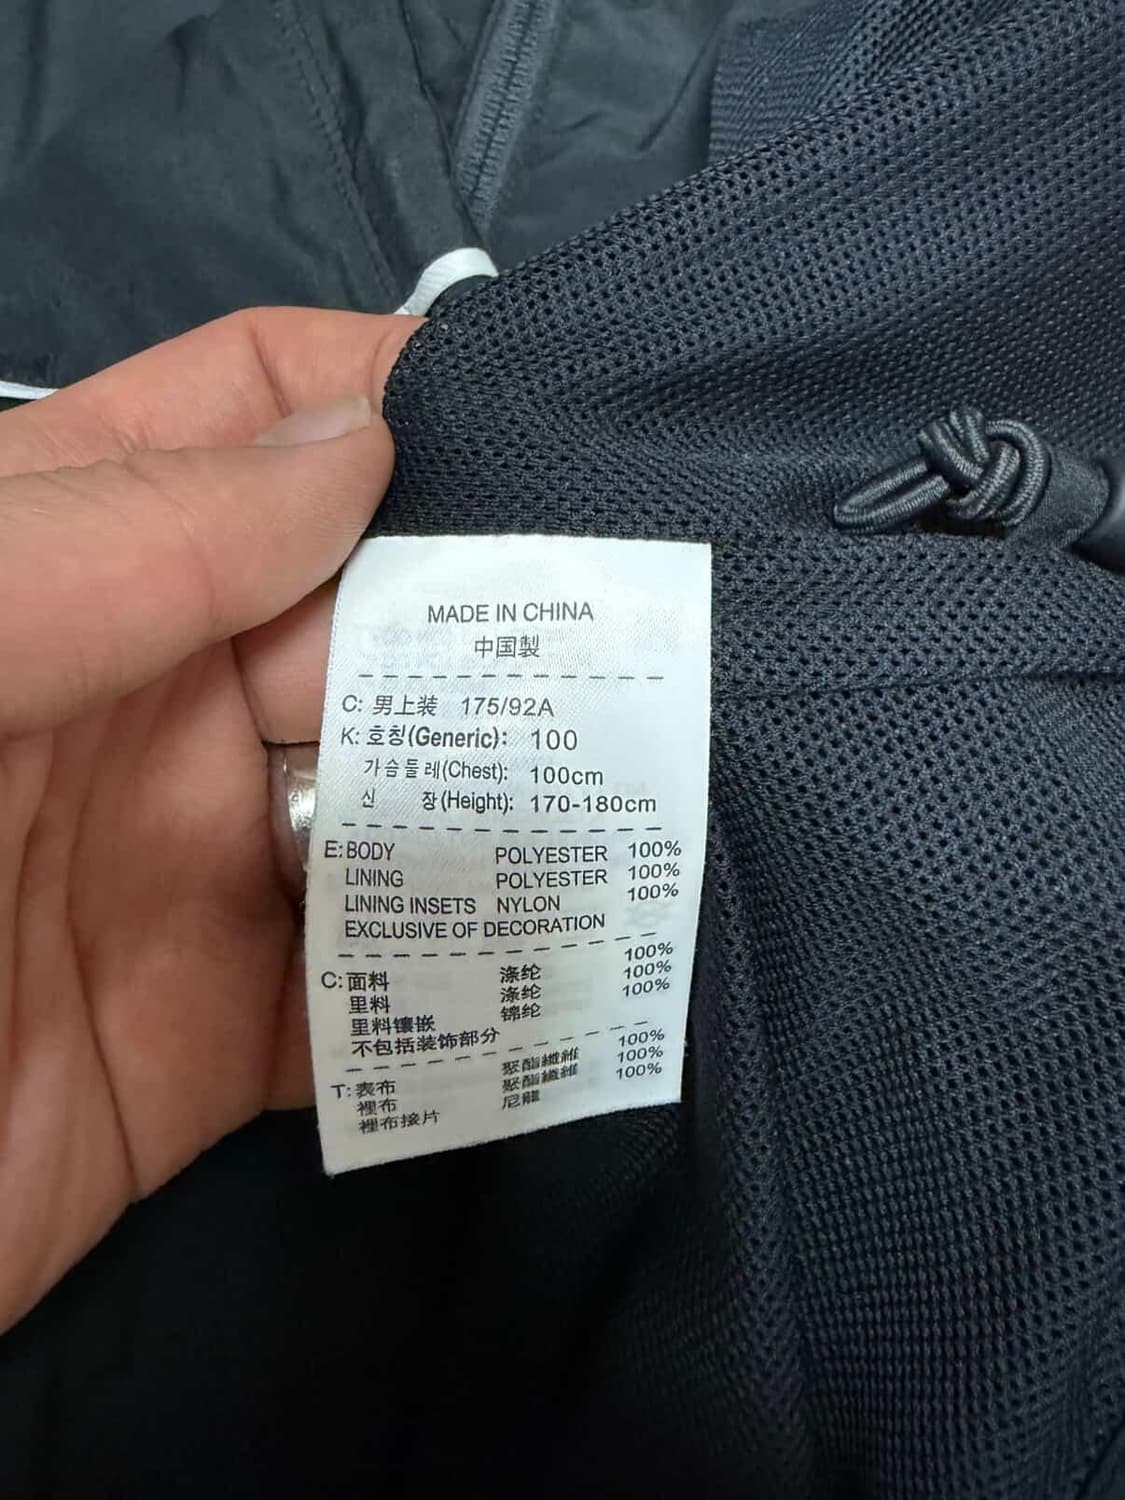 MADE IN CHINA
中国製
C: 男上装 175/92A
K: 호칭(Generic): 100
가슴둘레(Chest): 100cm
신 장(Height): 170-180cm
E: BODY POLYESTER 100%
LINING POLYESTER 100%
LINING INSETS NYLON 100%
EXCLUSIVE OF DECORATION
C: 面料 涤纶 100%
里料 涤纶 100%
里料镶嵌 锦纶 100%
不包括装饰部分
T: 表布 聚酯纖維 100%
裡布 聚酯纖維 100%
裡布接片 尼龍 100%